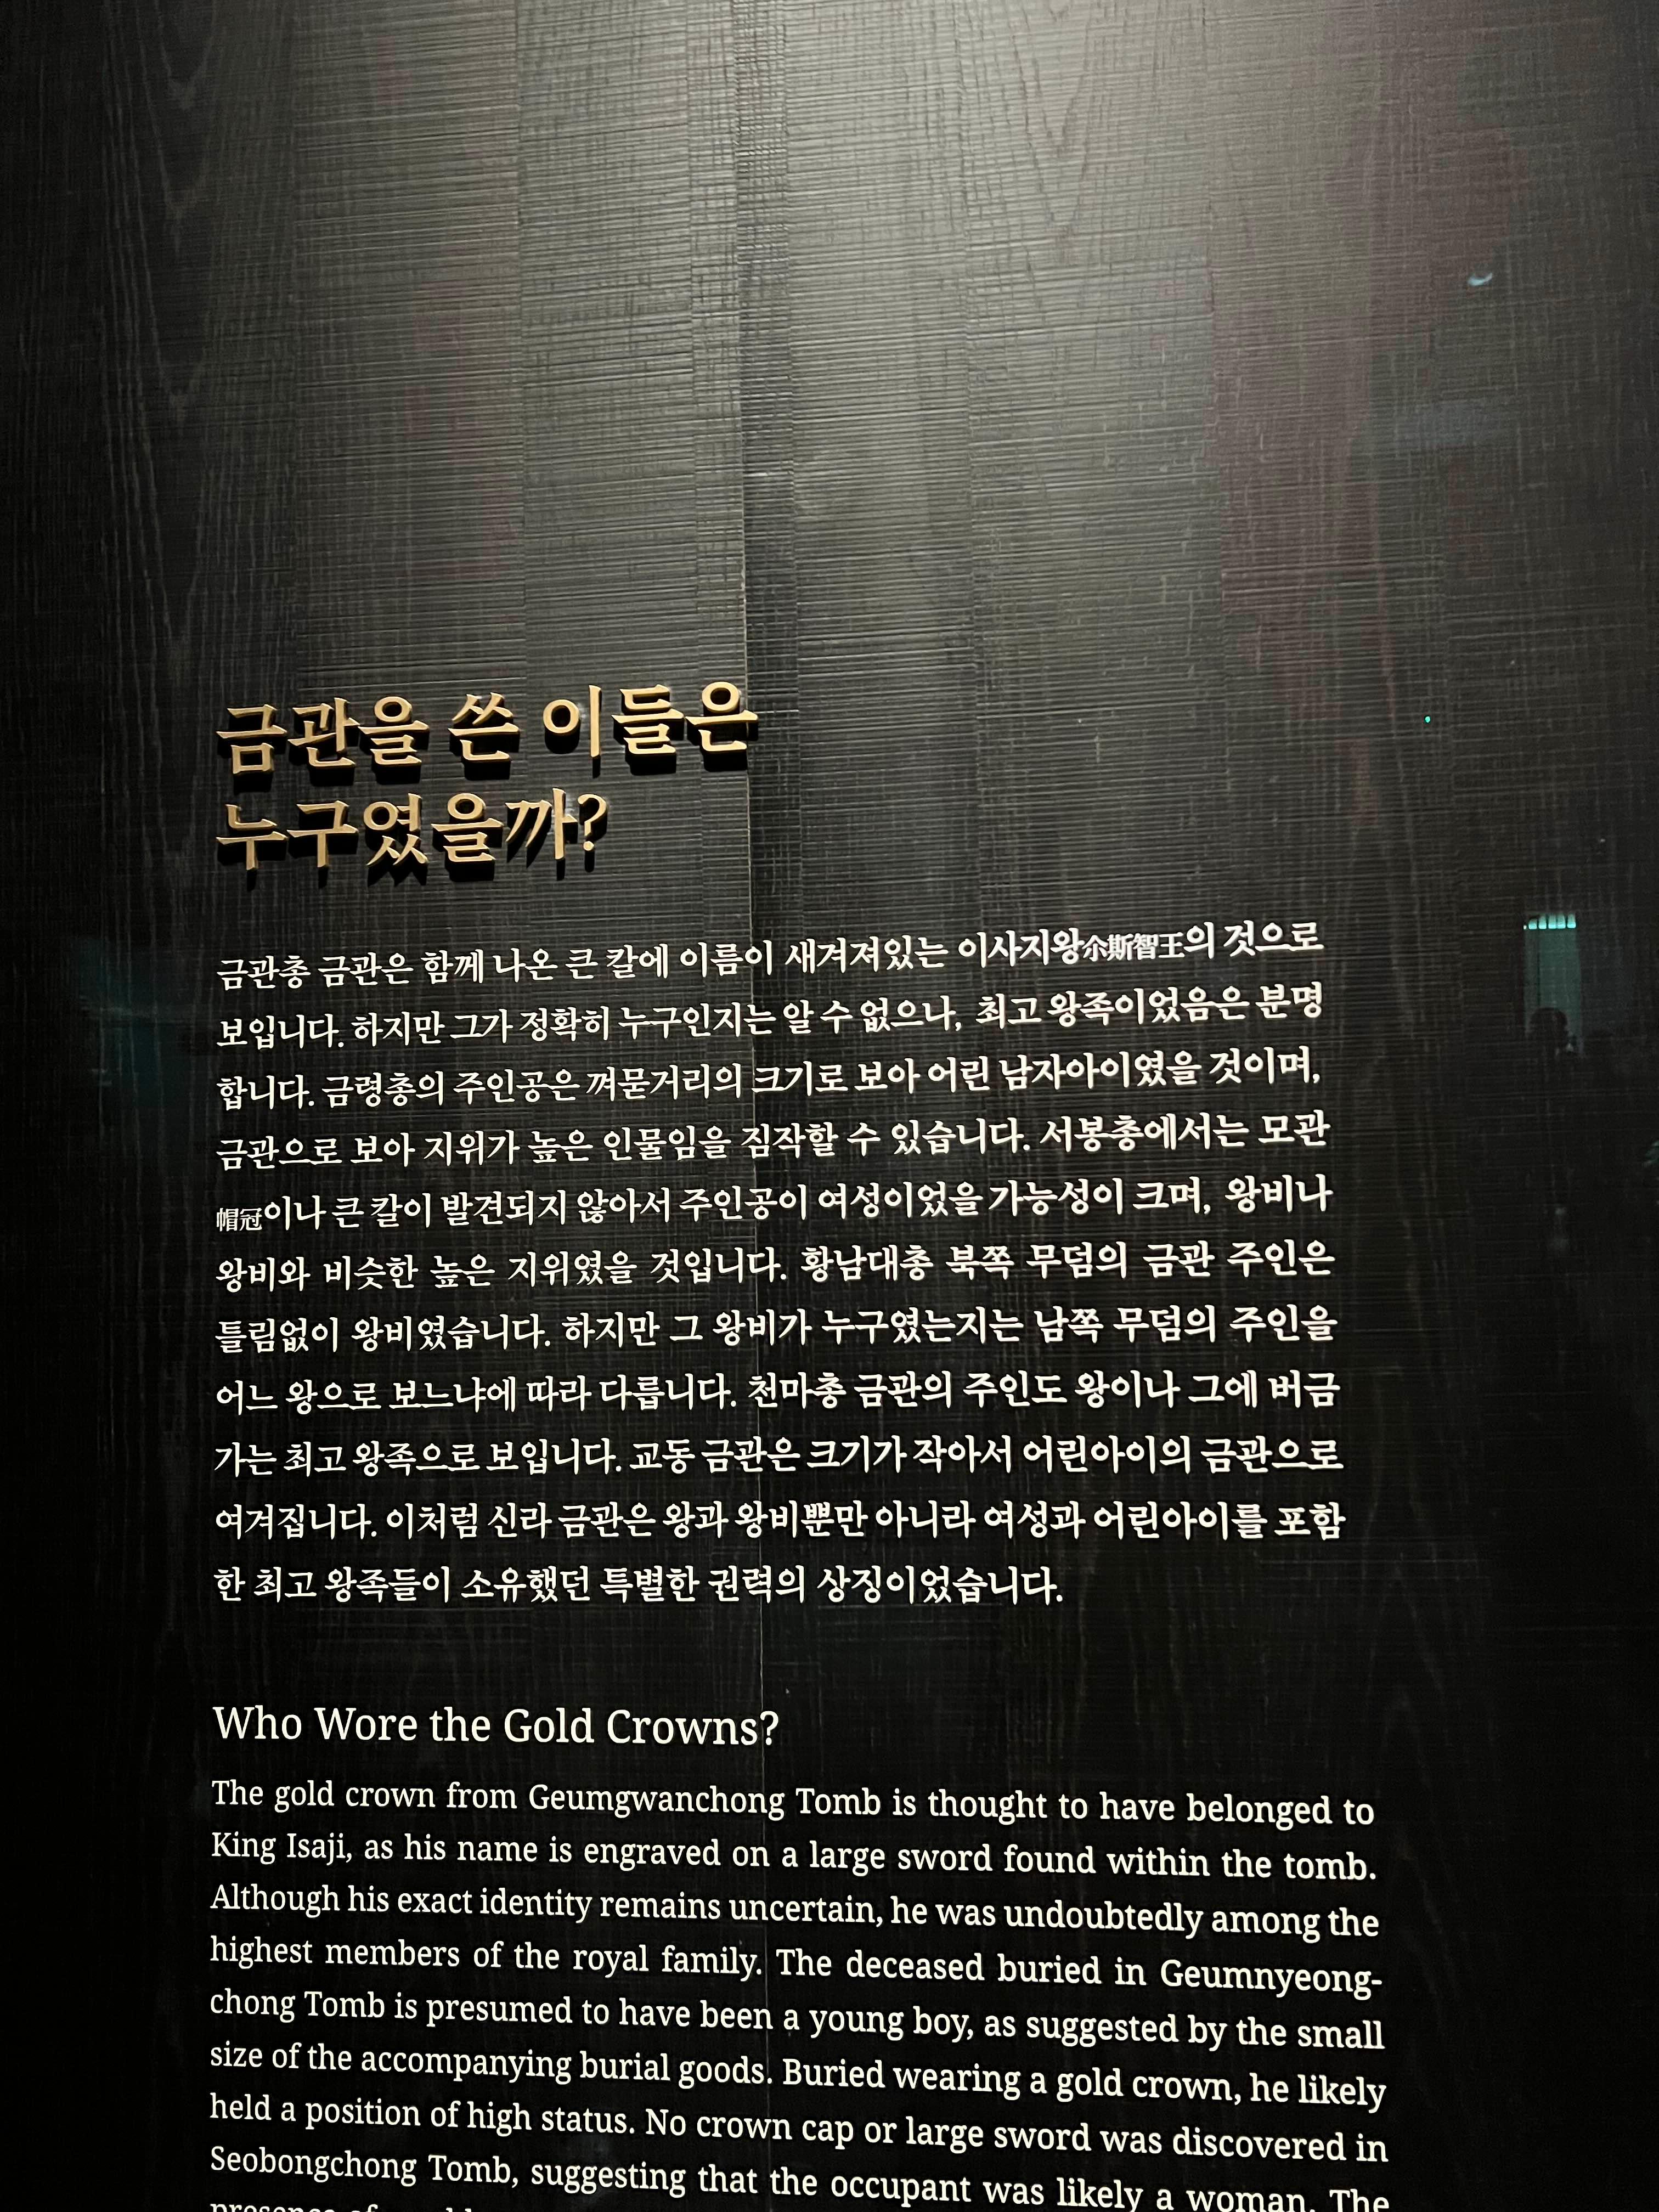 금관을 쓴 이들은
누구였을까?
금관총 금관은 함께 나온 큰 칼에 이름이 새겨져있는 이사지왕尒斯智王의 것으로
보입니다. 하지만 그가 정확히 누구인지는 알 수 없으나, 최고 왕족이었음은 분명
합니다. 금령총의 주인공은 껴묻거리의 크기로 보아 어린 남자아이였을 것이며,
금관으로 보아 지위가 높은 인물임을 짐작할 수 있습니다. 서봉총에서는 모관
帽冠이나 큰 칼이 발견되지 않아서 주인공이 여성이었을 가능성이 크며, 왕비나
왕비와 비슷한 높은 지위였을 것입니다. 황남대총 북쪽 무덤의 금관 주인은
틀림없이 왕비였습니다. 하지만 그 왕비가 누구였는지는 남쪽 무덤의 주인을
어느 왕으로 보느냐에 따라 다릅니다. 천마총 금관의 주인도 왕이나 그에 버금
가는 최고 왕족으로 보입니다. 교동 금관은 크기가 작아서 어린아이의 금관으로
여겨집니다. 이처럼 신라 금관은 왕과 왕비뿐만 아니라 여성과 어린아이를 포함
한 최고 왕족들이 소유했던 특별한 권력의 상징이었습니다.
Who Wore the Gold Crowns?
The gold crown from Geumgwanchong Tomb is thought to have belonged to
King Isaji, as his name is engraved on a large sword found within the tomb.
Although his exact identity remains uncertain, he was undoubtedly among the
highest members of the royal family. The deceased buried in Geumnyeong-
chong Tomb is presumed to have been a young boy, as suggested by the small
size of the accompanying burial goods. Buried wearing a gold crown, he likely
held a position of high status. No crown cap or large sword was discovered in
Seobongchong Tomb, suggesting that the occupant was likely a woman. The